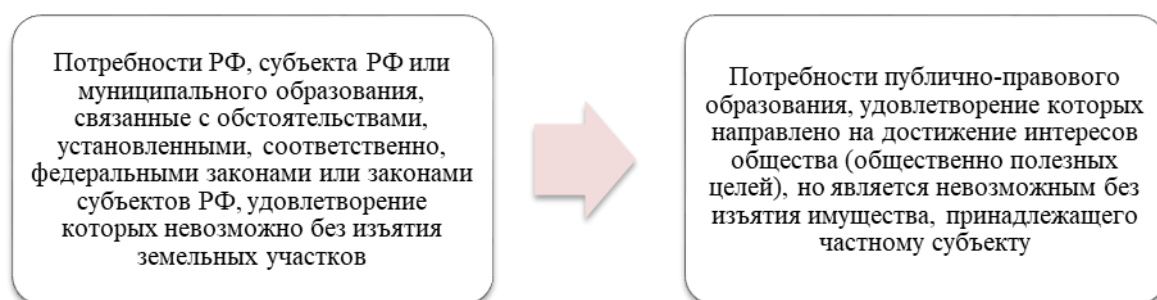 Потребности РФ, субъекта РФ или
муниципального образования,
связанные с обстоятельствами,
установленными, соответственно,
федеральными законами или законами
субъектов РФ, удовлетворение
которых невозможно без изъятия
земельных участков
Потребности публично-правового
образования, удовлетворение которых
направлено на достижение интересов
общества (общественно полезных
целей), но является невозможным без
изъятия имущества, принадлежащего
частному субъекту